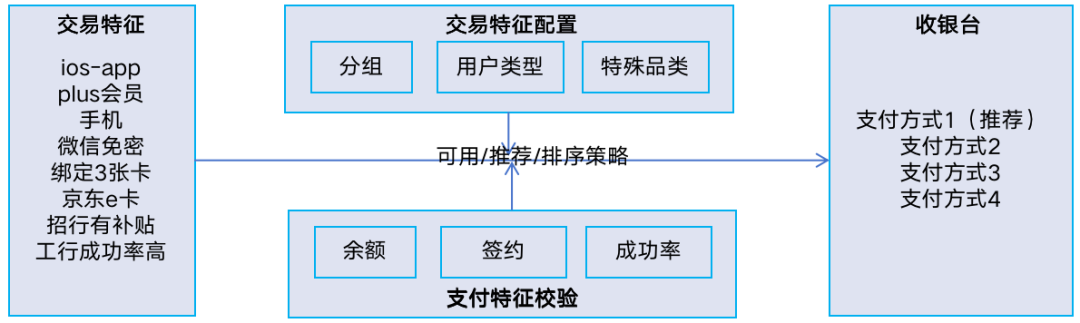 交易特征
ios-app
plus会员
手机
微信免密
绑定3张卡
京东e卡
招行有补贴
工行成功率高
交易特征配置
分组
用户类型
特殊品类
可用/推荐/排序策略
余额
签约
成功率
支付特征校验
收银台
支付方式1（推荐）
支付方式2
支付方式3
支付方式4